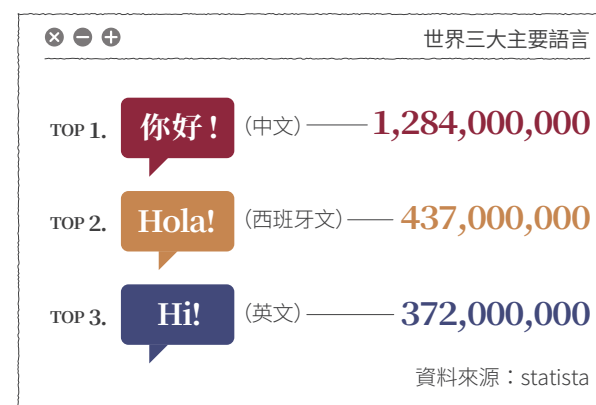 世界三大主要語言
TOP 1. 你好！ (中文) 1,284,000,000
TOP 2. Hola! (西班牙文) 437,000,000
TOP 3. Hi! (英文) 372,000,000
資料來源：statista